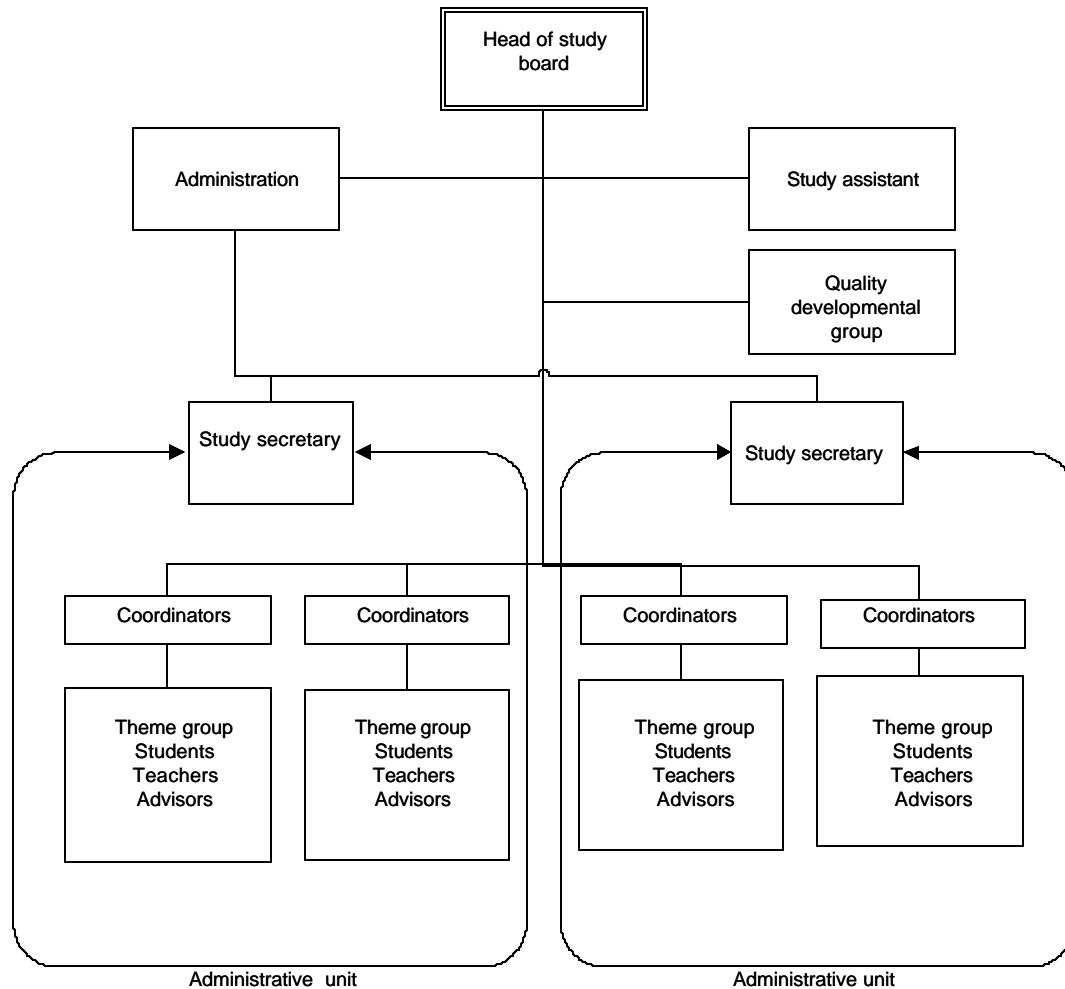 Head of study
board
Administration
Study assistant
Quality
developmental
group
Study secretary
Study secretary
Coordinators
Coordinators
Coordinators
Coordinators
Theme group
Students
Teachers
Advisors
Theme group
Students
Teachers
Advisors
Theme group
Students
Teachers
Advisors
Theme group
Students
Teachers
Advisors
Administrative unit
Administrative unit